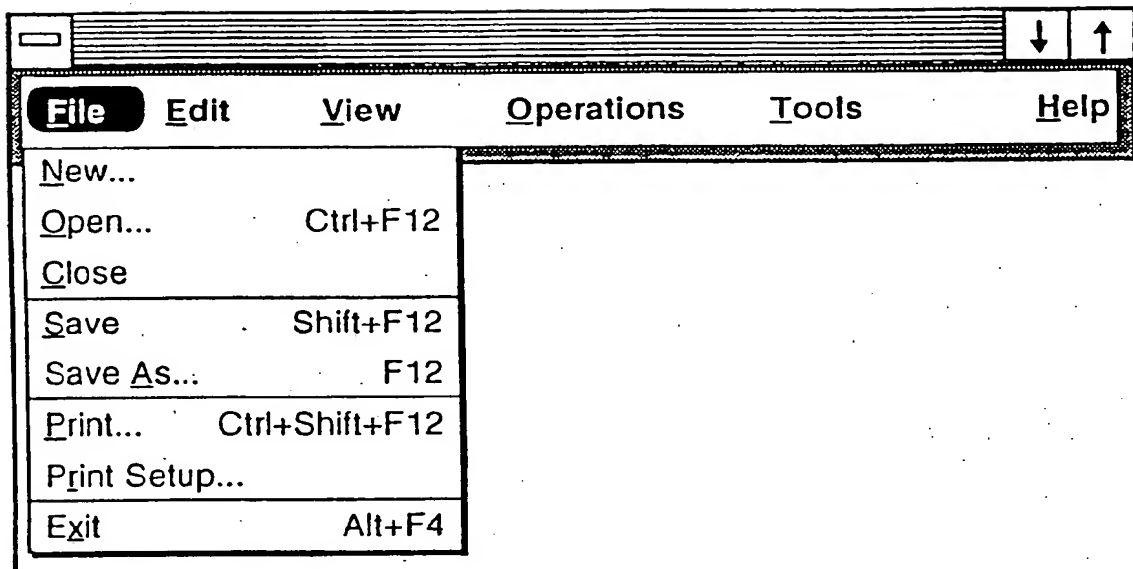 File Edit View Operations Tools Help
New...
Open... Ctrl+F12
Close
Save Shift+F12
Save As... F12
Print... Ctrl+Shift+F12
Print Setup...
Exit Alt+F4